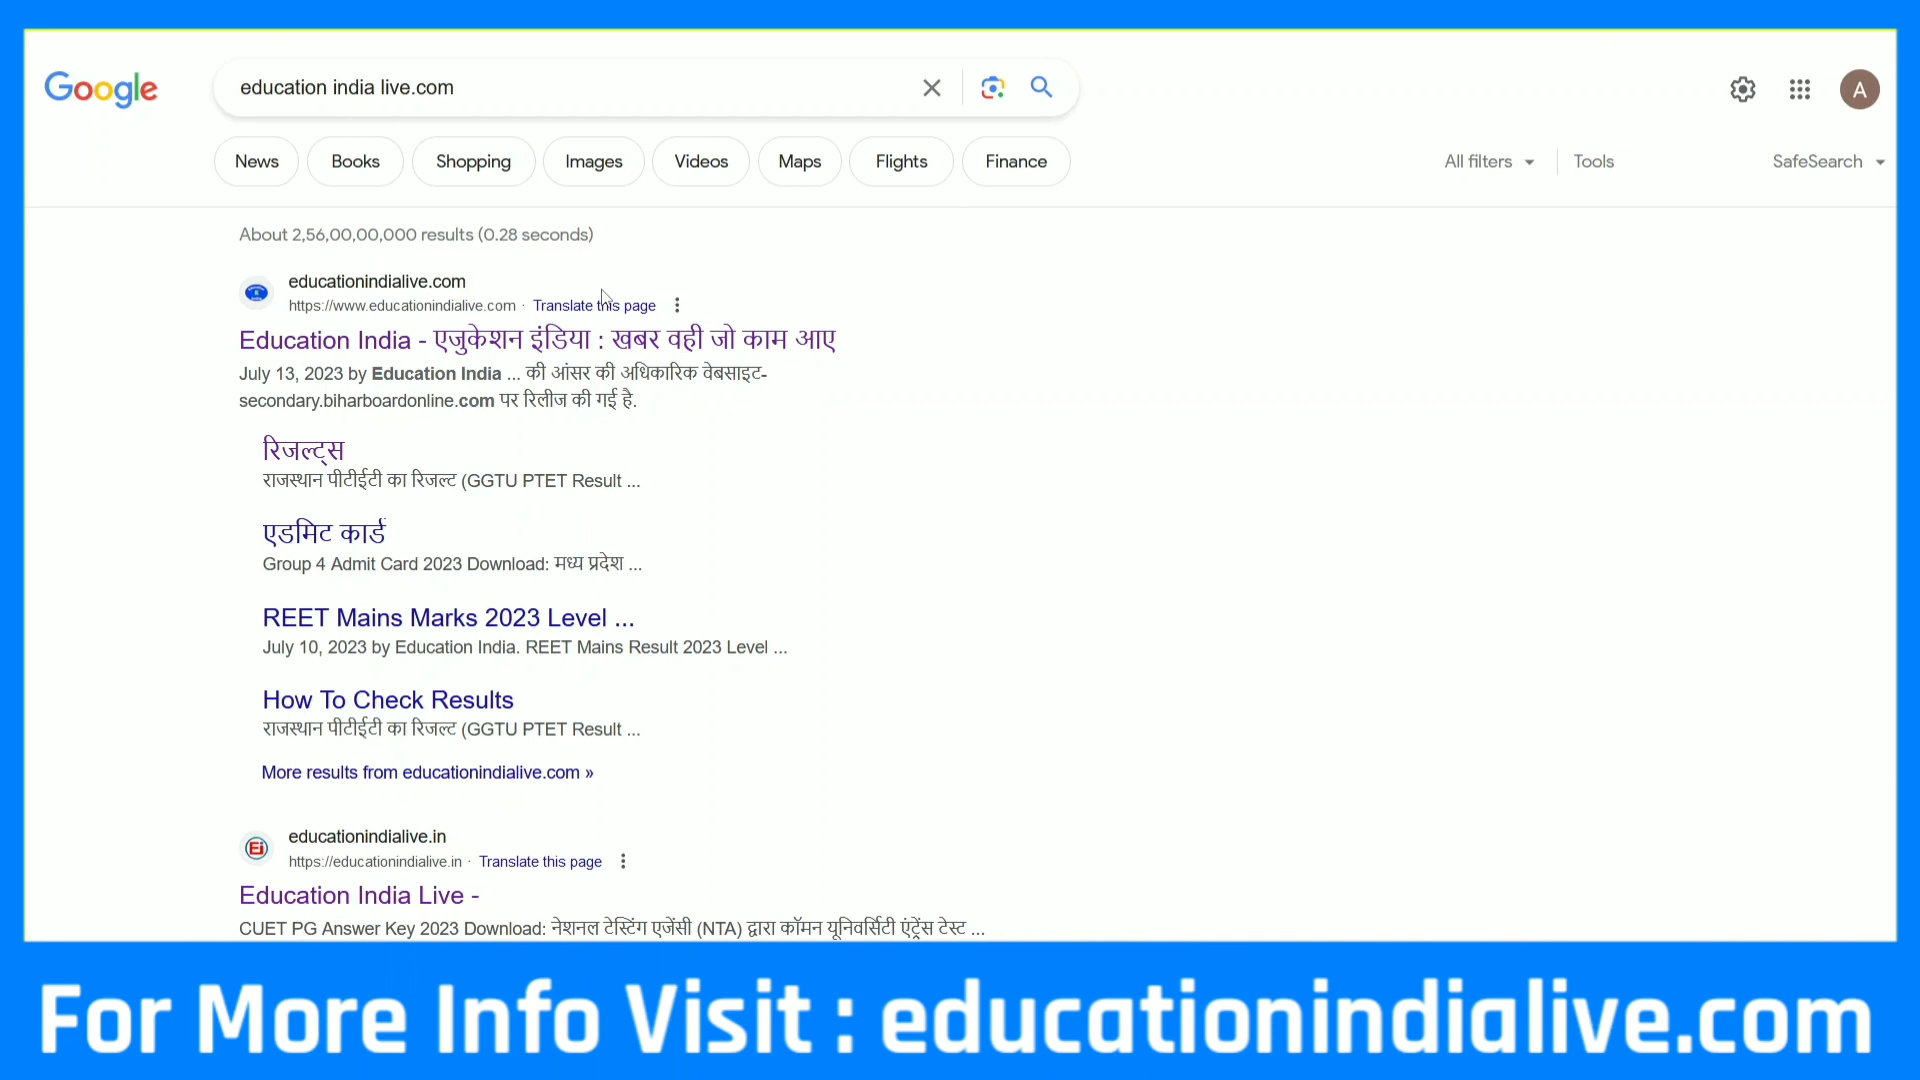 Google
education india live.com
A
News
Books
Shopping
Images
Videos
Maps
Flights
Finance
All filters
Tools
SafeSearch
About 2,56,00,00,000 results (0.28 seconds)
educationindialive.com
https://www.educationindialive.com · Translate this page
Education India - एजुकेशन इंडिया : खबर वही जो काम आए
July 13, 2023 by Education India ... की आंसर की अधिकारिक वेबसाइट-
secondary.biharboardonline.com पर रिलीज की गई है.
रिजल्ट्स
राजस्थान पीटीईटी का रिजल्ट (GGTU PTET Result ...
एडमिट कार्ड
Group 4 Admit Card 2023 Download: मध्य प्रदेश ...
REET Mains Marks 2023 Level ...
July 10, 2023 by Education India. REET Mains Result 2023 Level ...
How To Check Results
राजस्थान पीटीईटी का रिजल्ट (GGTU PTET Result ...
More results from educationindialive.com »
Ei
educationindialive.in
https://educationindialive.in · Translate this page
Education India Live -
CUET PG Answer Key 2023 Download: नेशनल टेस्टिंग एजेंसी (NTA) द्वारा कॉमन यूनिवर्सिटी एंट्रेंस टेस्ट ...
For More Info Visit : educationindialive.com